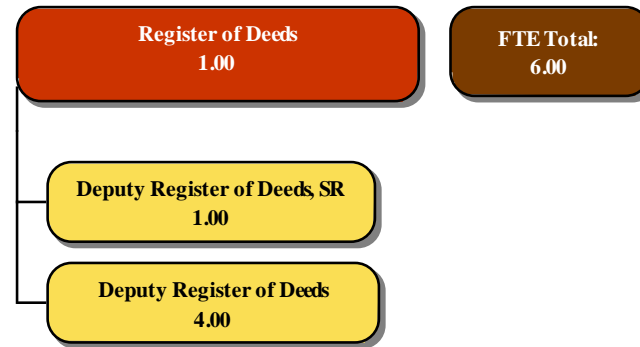 Register of Deeds
1.00
FTE Total:
6.00
Deputy Register of Deeds, SR
1.00
Deputy Register of Deeds
4.00